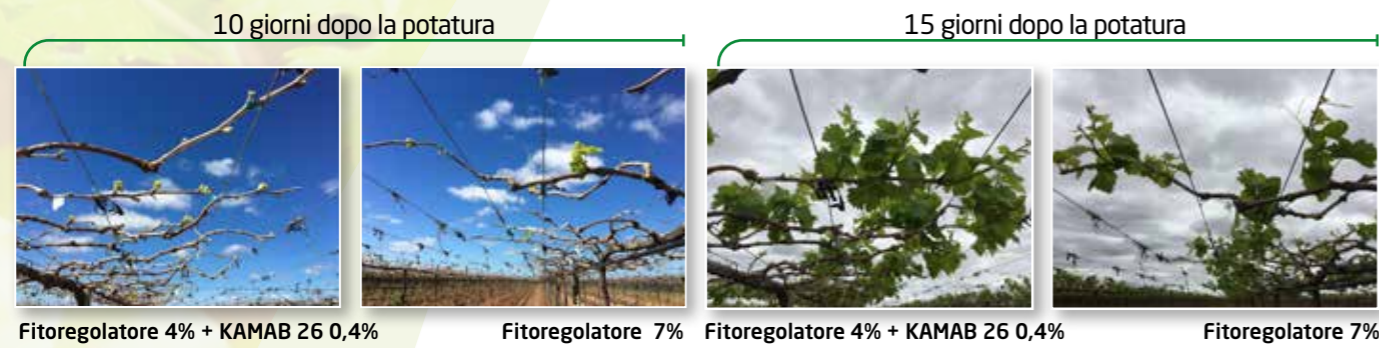 10 giorni dopo la potatura
15 giorni dopo la potatura
Fitoregolatore 4% + KAMAB 26 0,4%
Fitoregolatore 7%
Fitoregolatore 4% + KAMAB 26 0,4%
Fitoregolatore 7%